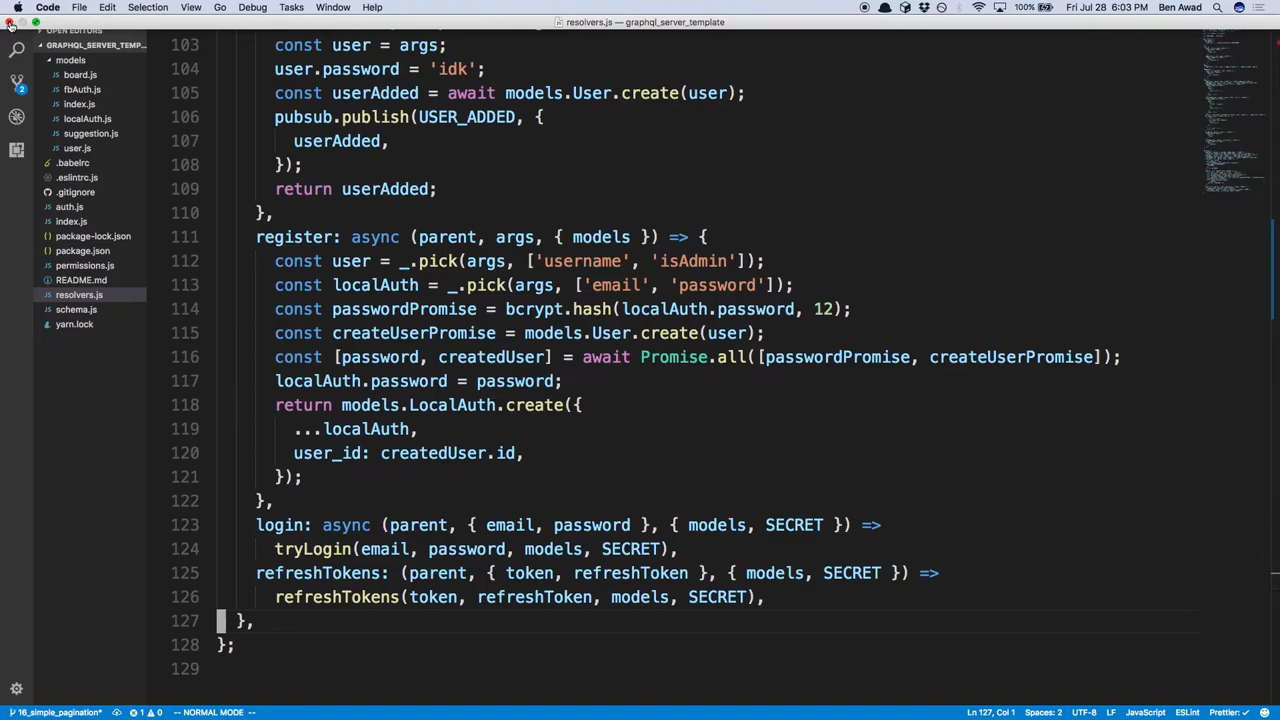 Code File Edit Selection View Go Debug Tasks Window Help 100% Fri Jul 28 6:03 PM Ben Awad
resolvers.js — graphql_server_template
OPEN EDITORS
GRAPHQL_SERVER_TEMP...
models
board.js
fbAuth.js
index.js
localAuth.js
suggestion.js
user.js
.babelrc
.eslintrc.js
.gitignore
auth.js
index.js
package-lock.json
package.json
permissions.js
README.md
resolvers.js
schema.js
yarn.lock
2
103 const user = args;
104 user.password = 'idk';
105 const userAdded = await models.User.create(user);
106 pubsub.publish(USER_ADDED, {
107 userAdded,
108 });
109 return userAdded;
110 },
111 register: async (parent, args, { models }) => {
112 const user = _.pick(args, ['username', 'isAdmin']);
113 const localAuth = _.pick(args, ['email', 'password']);
114 const passwordPromise = bcrypt.hash(localAuth.password, 12);
115 const createUserPromise = models.User.create(user);
116 const [password, createdUser] = await Promise.all([passwordPromise, createUserPromise]);
117 localAuth.password = password;
118 return models.LocalAuth.create({
119 ...localAuth,
120 user_id: createdUser.id,
121 });
122 },
123 login: async (parent, { email, password }, { models, SECRET }) =>
124 tryLogin(email, password, models, SECRET),
125 refreshTokens: (parent, { token, refreshToken }, { models, SECRET }) =>
126 refreshTokens(token, refreshToken, models, SECRET),
127 },
128 };
129
16_simple_pagination* 1 0 -- NORMAL MODE -- Ln 127, Col 1 Spaces: 2 UTF-8 LF JavaScript ESLint Prettier: ✓